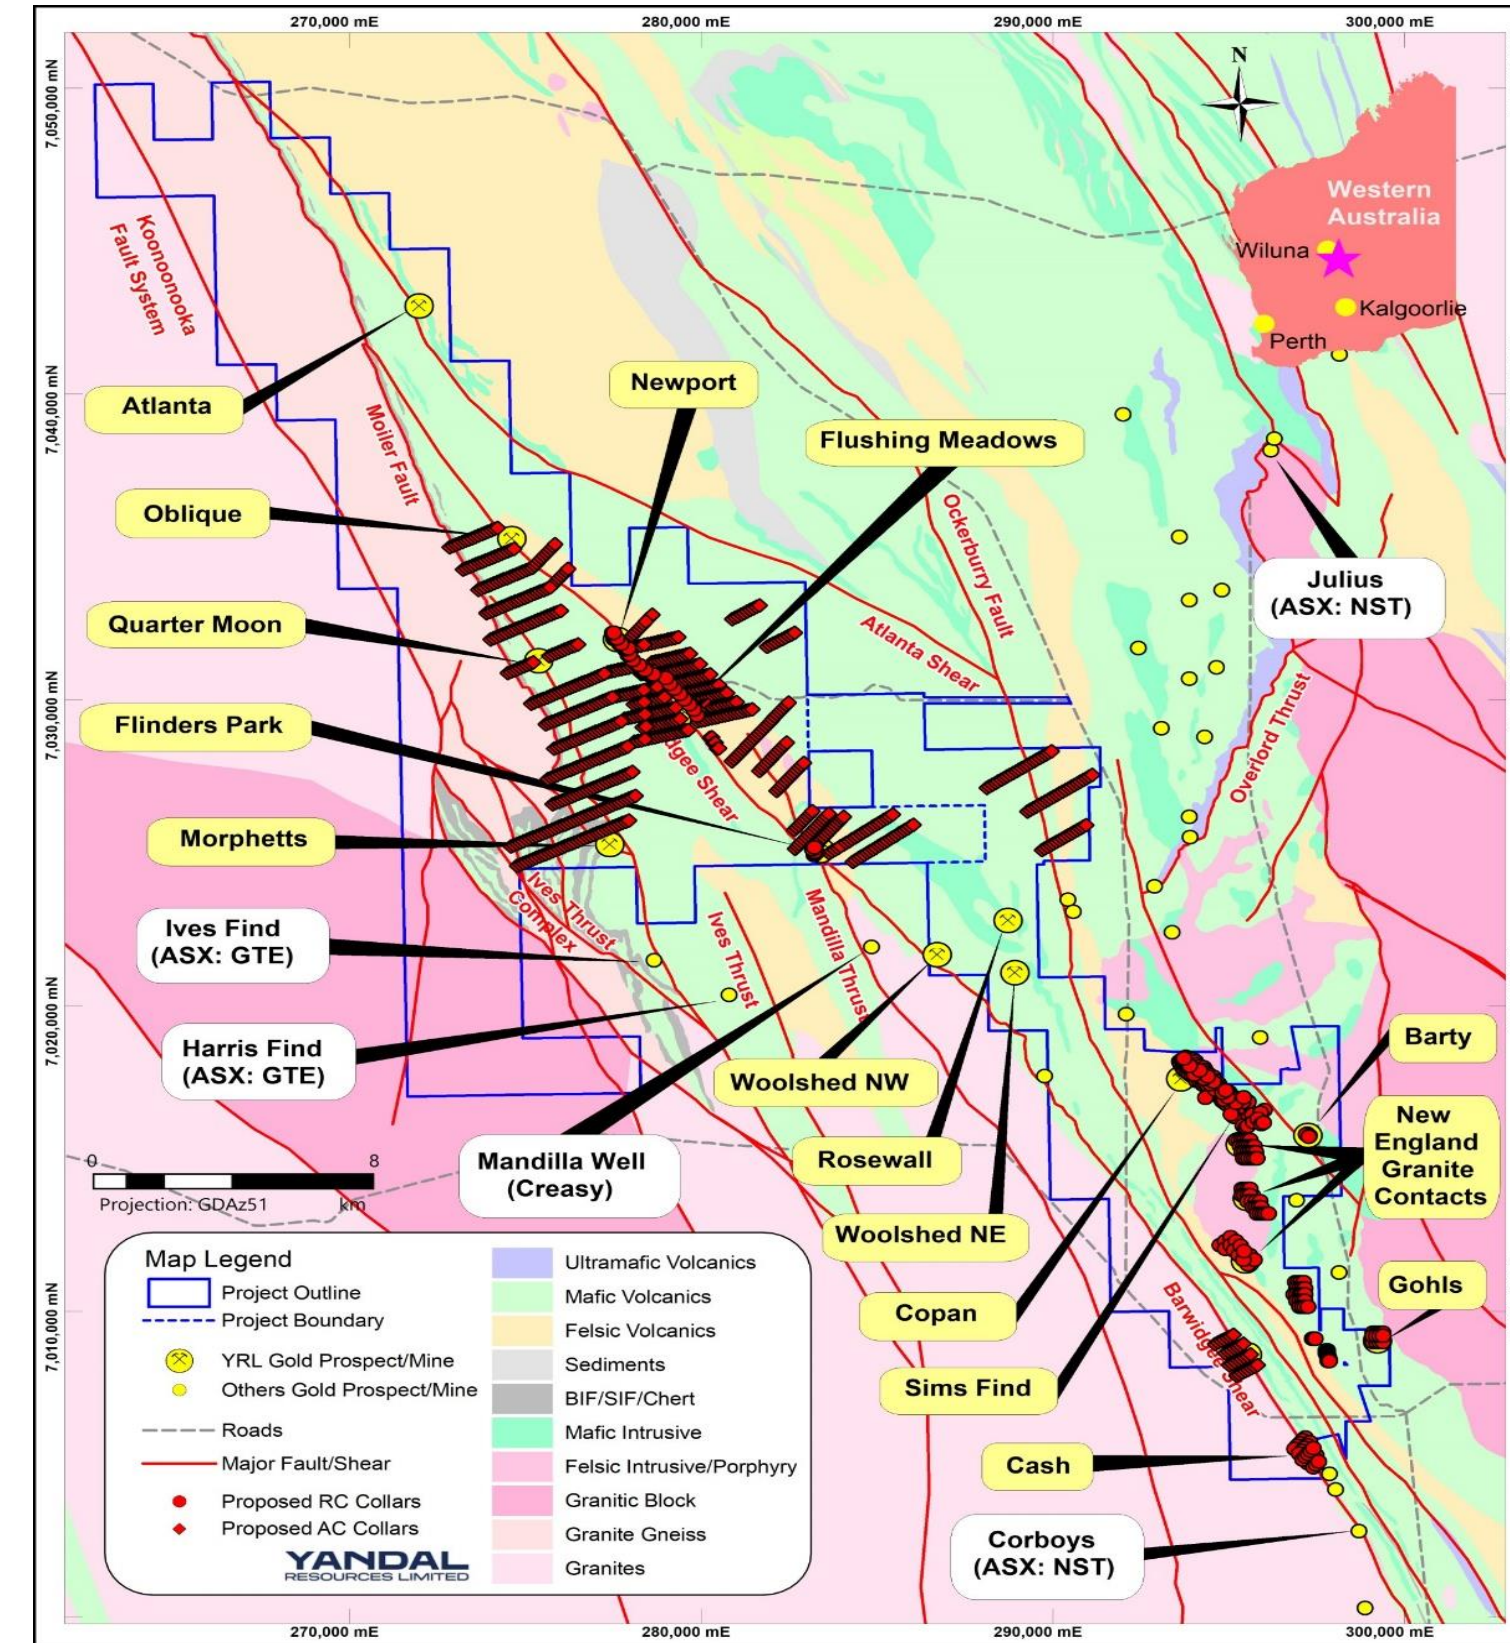 270,000 mE
280,000 mE
290,000 mE
300,000 mE
7,050,000 mN
7,040,000 mN
7,030,000 mN
7,020,000 mN
7,010,000 mN
N
Western
Australia
Wiluna
Kalgoorlie
Perth
Koonoonooka
Fault System
Atlanta
Newport
Flushing Meadows
Moiler Fault
Oblique
Ockerburry Fault
Julius
(ASX: NST)
Quarter Moon
Atlanta Shear
Flinders Park
dgee Shear
Overlord Thrust
Morphetts
Ives Thrust
Complex
Ives Thrust
Mandilla Thrust
Ives Find
(ASX: GTE)
Harris Find
(ASX: GTE)
Woolshed NW
Barty
Mandilla Well
(Creasy)
Rosewall
New
England
Granite
Contacts
Woolshed NE
Copan
Gohls
Barwidgee Shear
Sims Find
Cash
Corboys
(ASX: NST)
0
8
Projection: GDAz51
km
Map Legend
Project Outline
Project Boundary
YRL Gold Prospect/Mine
Others Gold Prospect/Mine
Roads
Major Fault/Shear
Proposed RC Collars
Proposed AC Collars
YANDAL
RESOURCES LIMITED
Ultramafic Volcanics
Mafic Volcanics
Felsic Volcanics
Sediments
BIF/SIF/Chert
Mafic Intrusive
Felsic Intrusive/Porphyry
Granitic Block
Granite Gneiss
Granites
270,000 mE
280,000 mE
290,000 mE
300,000 mE